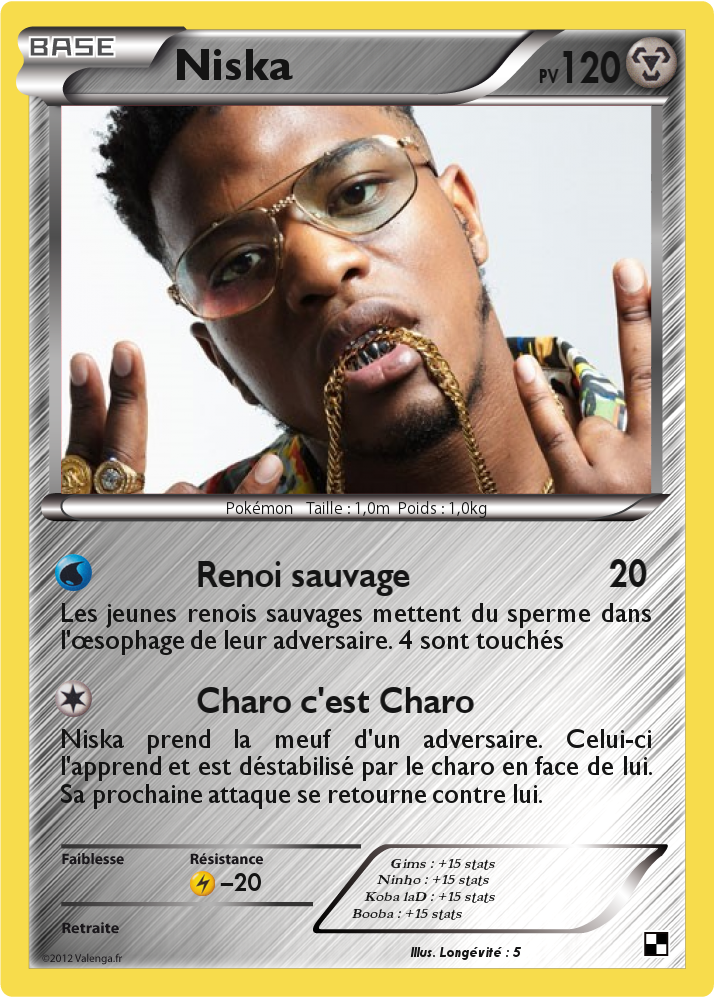 BASE
Niska
PV 120
Pokémon Taille : 1,0m Poids : 1,0kg
Renoi sauvage 20
Les jeunes renois sauvages mettent du sperme dans
l'œsophage de leur adversaire. 4 sont touchés
Charo c'est Charo
Niska prend la meuf d'un adversaire. Celui-ci
l'apprend et est déstabilisé par le charo en face de lui.
Sa prochaine attaque se retourne contre lui.
Faiblesse
Résistance
–20
Retraite
Gims : +15 stats
Ninho : +15 stats
Koba laD : +15 stats
Booba : +15 stats
Illus. Longévité : 5
©2012 Valenga.fr